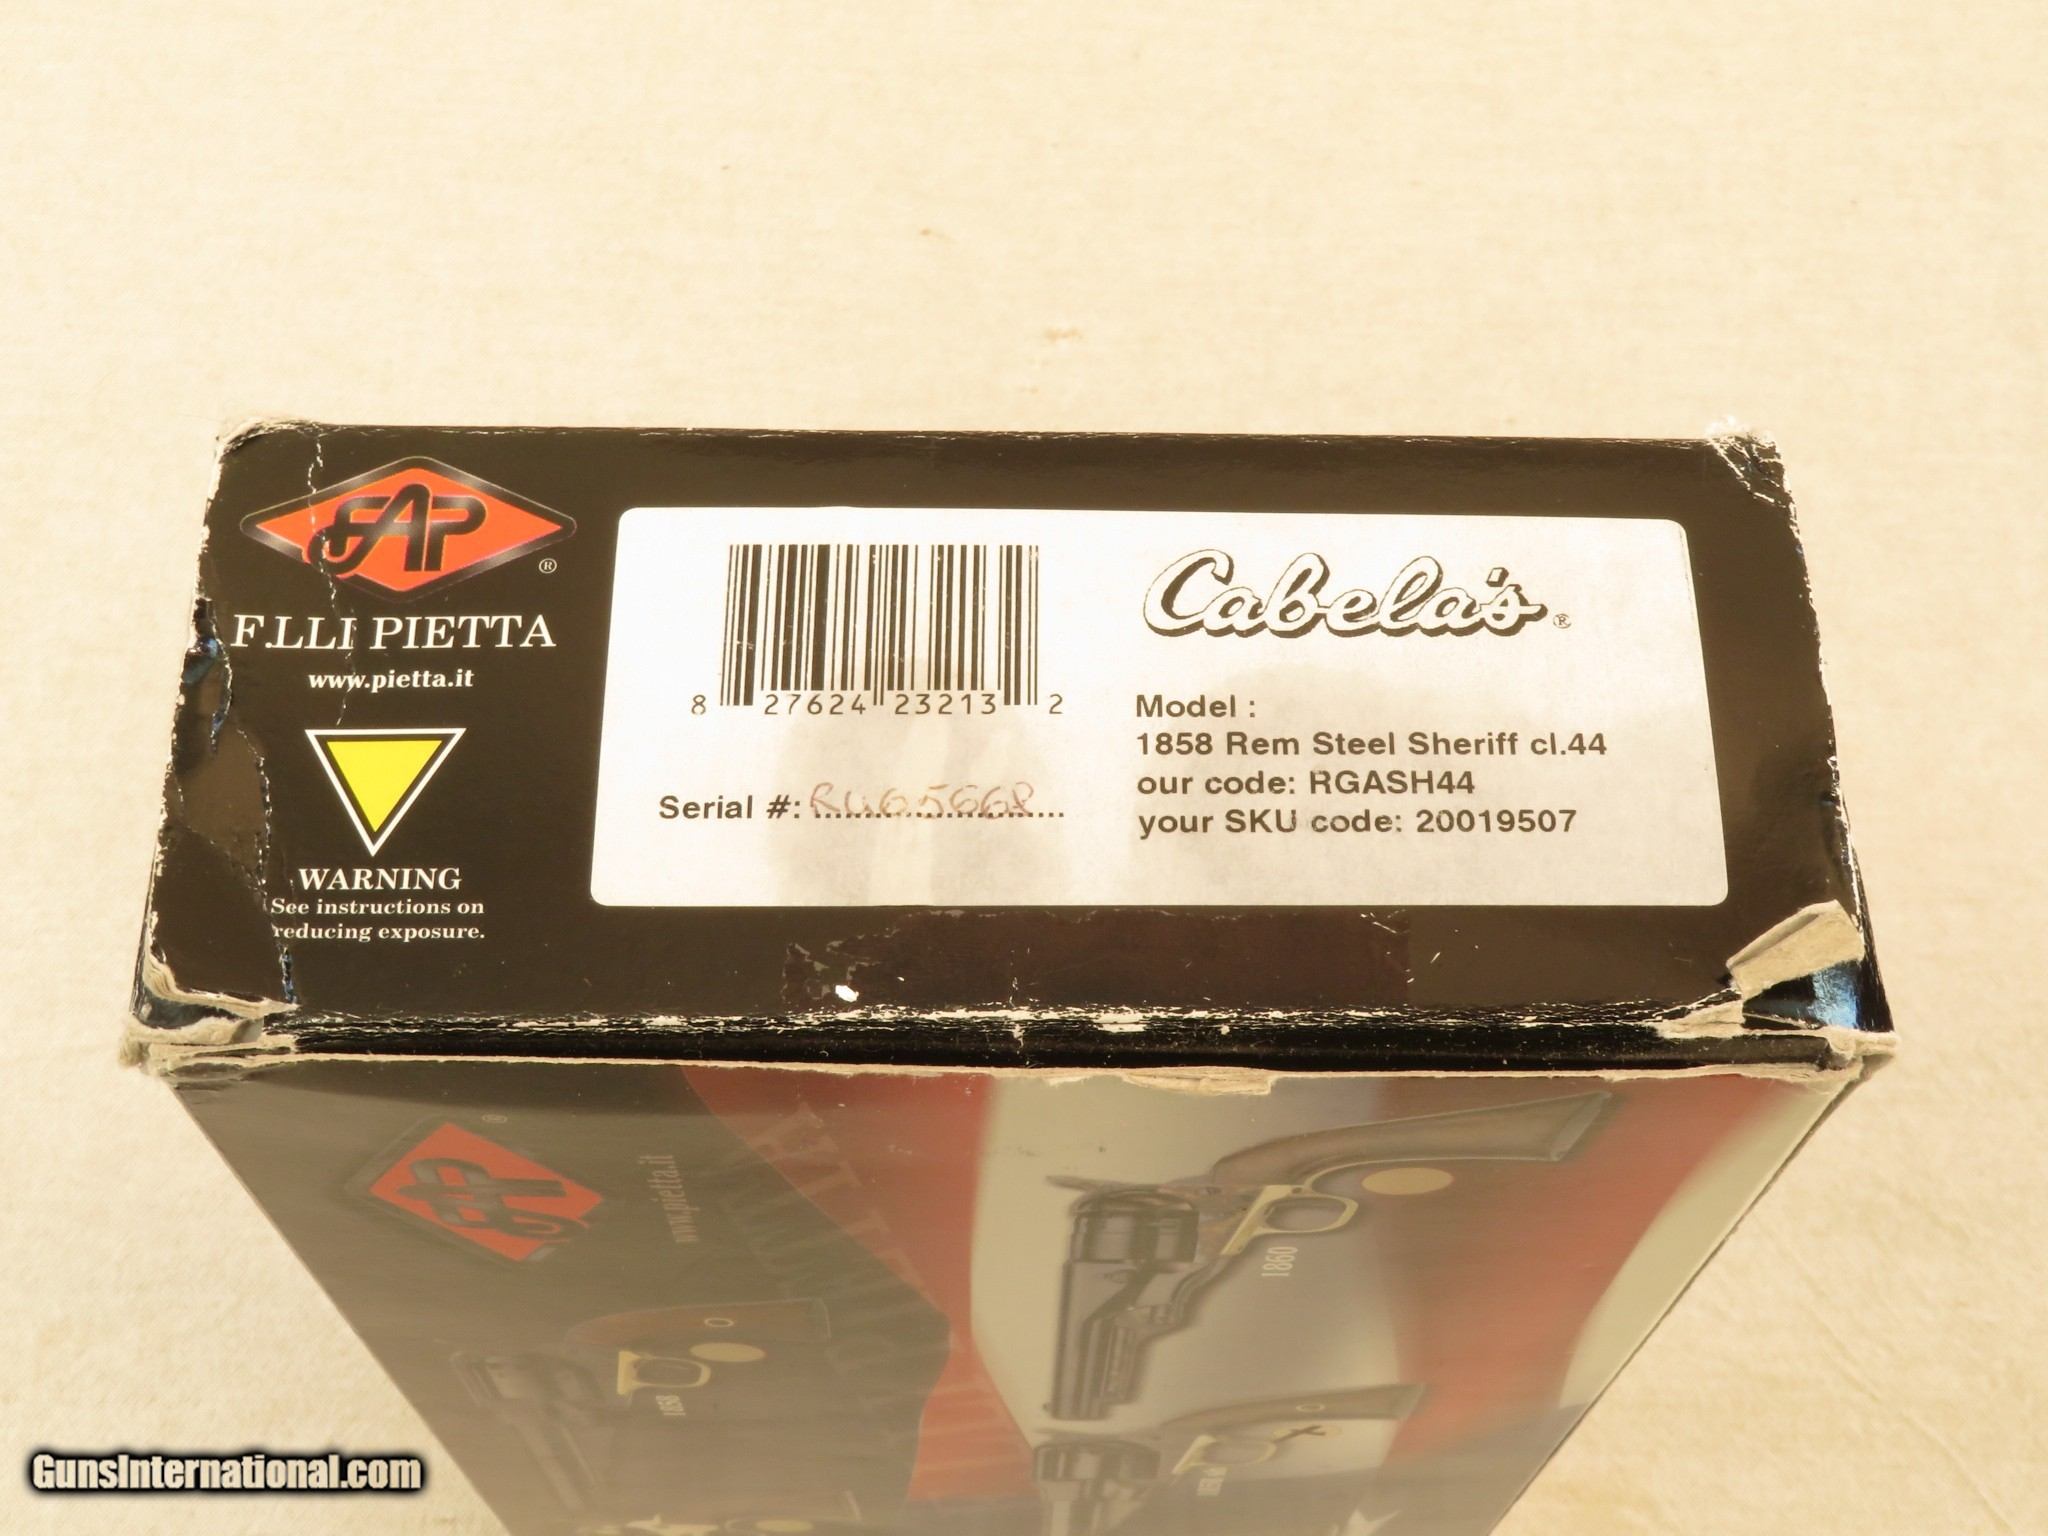 FAP
®
F.LLI PIETTA
www.pietta.it
WARNING
See instructions on
reducing exposure.
8 27624 23213 2
Serial #:
Cabela's®
Model :
1858 Rem Steel Sheriff cl.44
our code: RGASH44
your SKU code: 20019507
FAP
®
www.pietta.it
1860
1858
GunsInternational.com